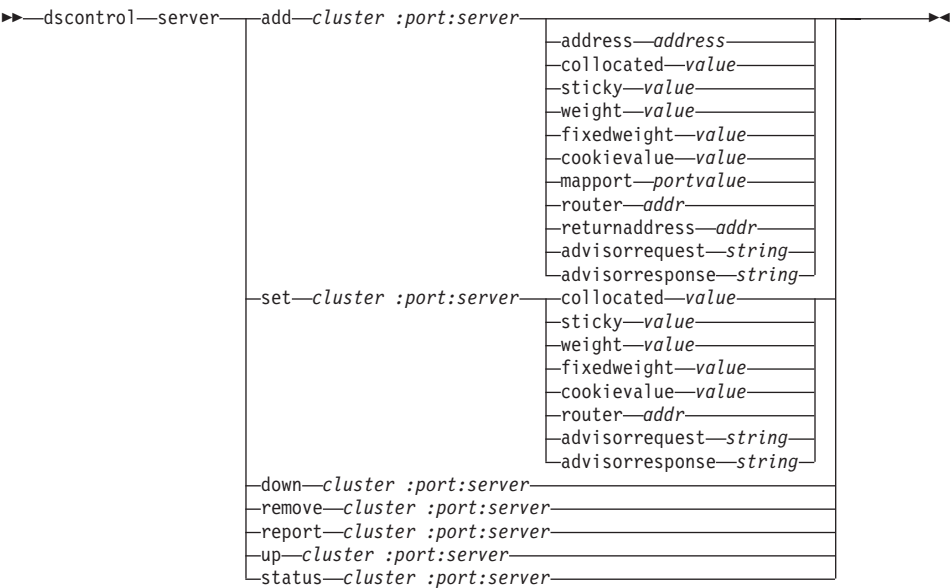 dscontrol server add cluster :port:server
address address
collocated value
sticky value
weight value
fixedweight value
cookievalue value
mapport portvalue
router addr
returnaddress addr
advisorrequest string
advisorresponse string
set cluster :port:server collocated value
sticky value
weight value
fixedweight value
cookievalue value
router addr
advisorrequest string
advisorresponse string
down cluster :port:server
remove cluster :port:server
report cluster :port:server
up cluster :port:server
status cluster :port:server